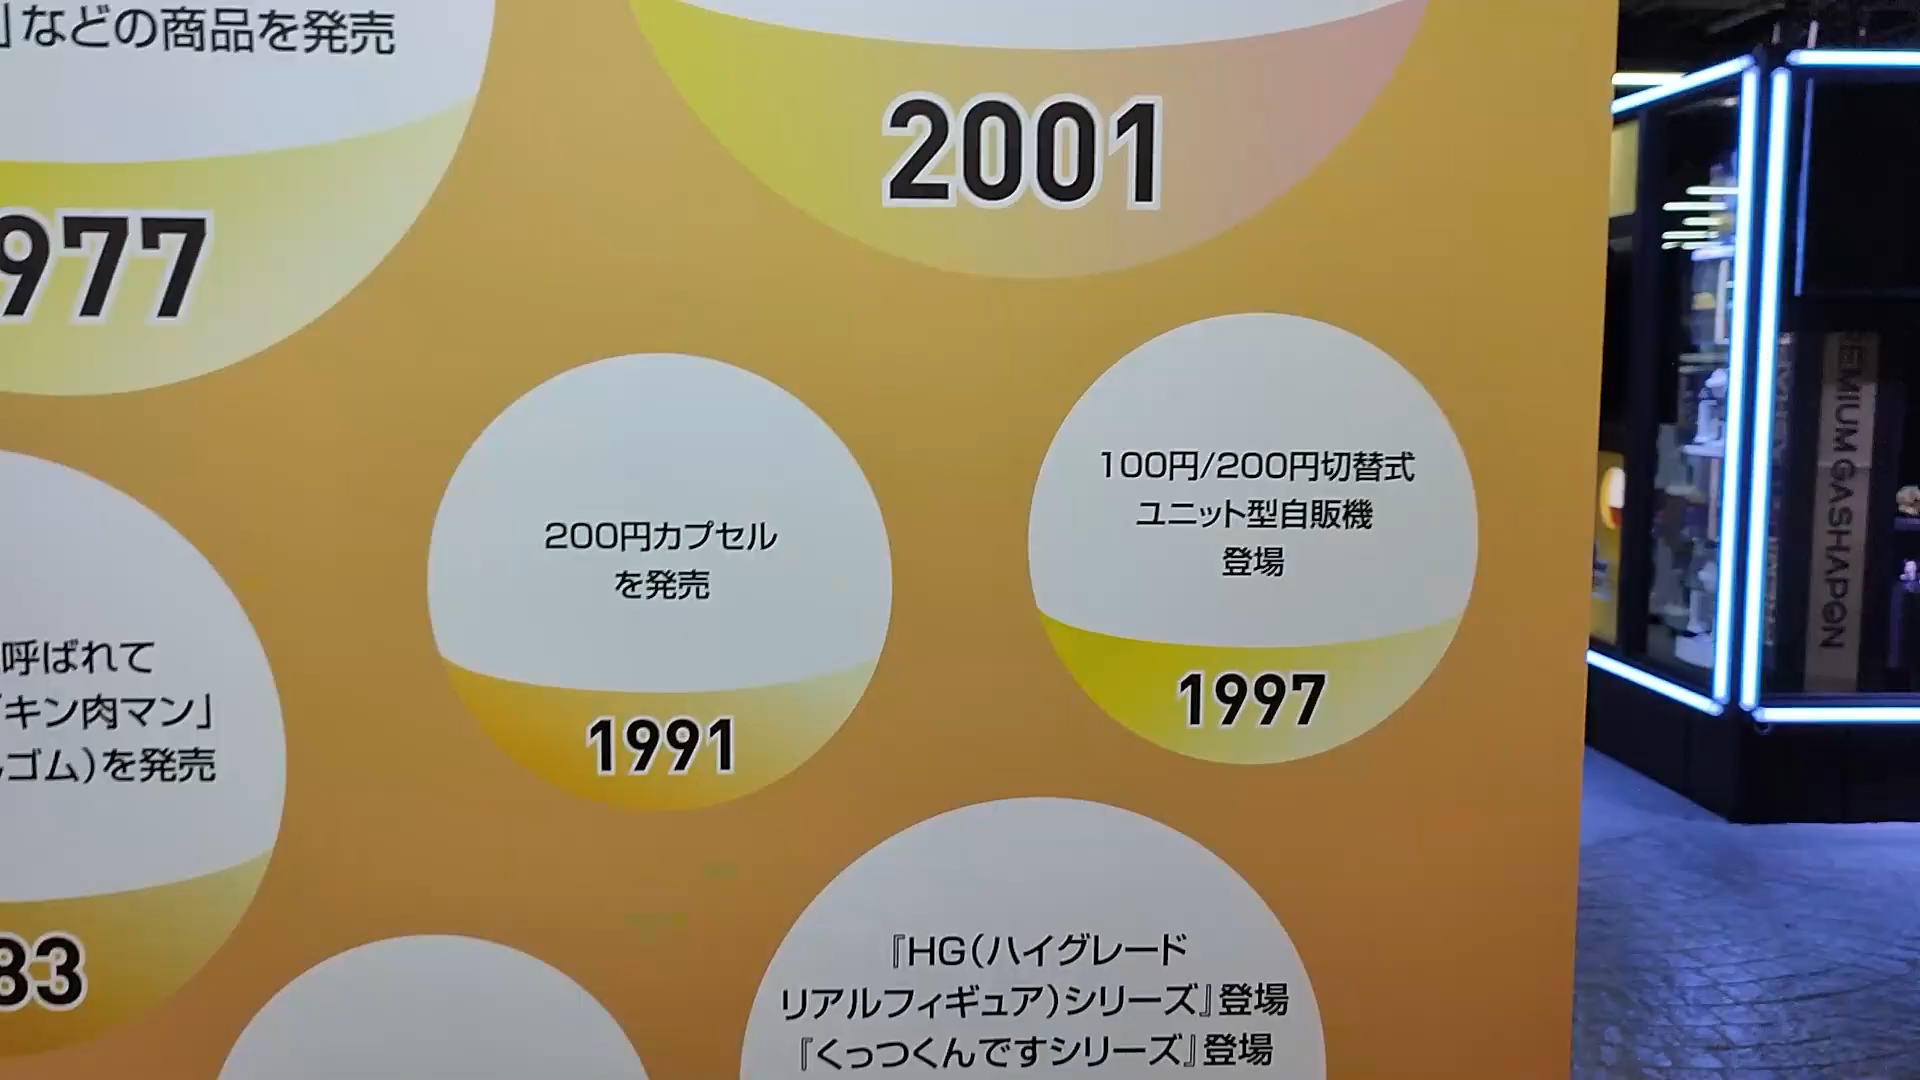 」などの商品を発売
977
2001
200円カプセル
を発売
1991
100円/200円切替式
ユニット型自販機
登場
1997
呼ばれて
「キン肉マン」
ゴム)を発売
83
『HG(ハイグレード
リアルフィギュア)シリーズ』登場
『くっつくんですシリーズ』登場
EMIUM GASHAPON